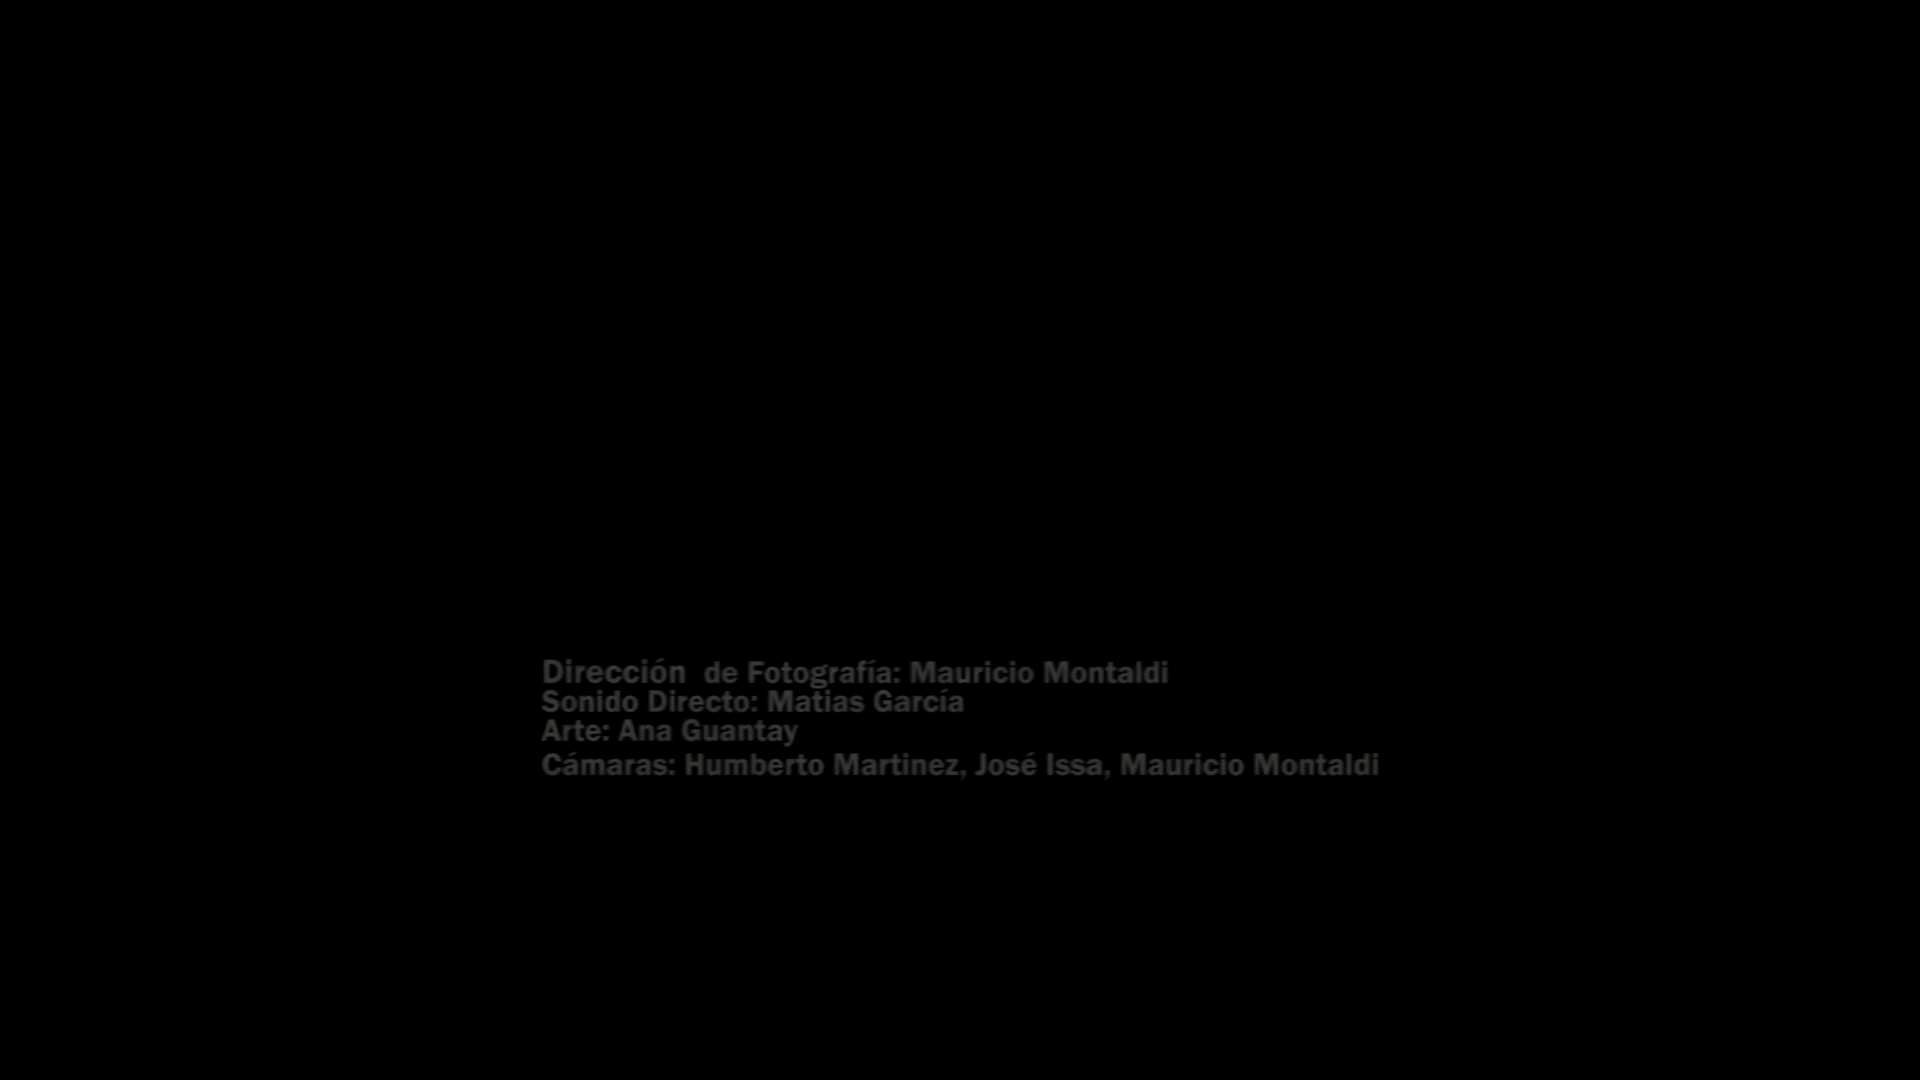 Dirección de Fotografía: Mauricio Montaldi
Sonido Directo: Matias García
Arte: Ana Guantay
Cámaras: Humberto Martinez, José Issa, Mauricio Montaldi